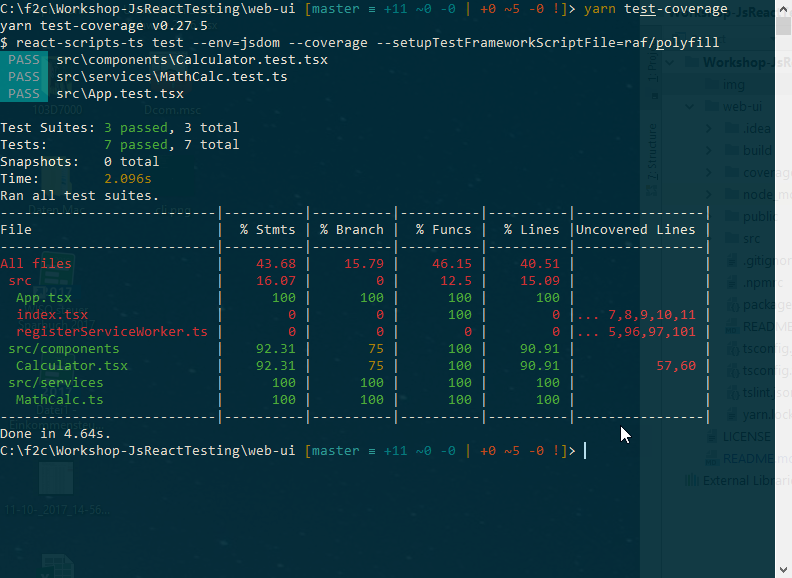 C:\f2c\Workshop-JsReactTesting\web-ui [master ≡ +11 ~0 -0 | +0 ~5 -0 !]> yarn test-coverage
yarn test-coverage v0.27.5
$ react-scripts-ts test --env=jsdom --coverage --setupTestFrameworkScriptFile=raf/polyfill
PASS src\components\Calculator.test.tsx
PASS src\services\MathCalc.test.ts
PASS src\App.test.tsx
Test Suites: 3 passed, 3 total
Tests: 7 passed, 7 total
Snapshots: 0 total
Time: 2.096s
Ran all test suites.
File | % Stmts | % Branch | % Funcs | % Lines |Uncovered Lines |
All files | 43.68 | 15.79 | 46.15 | 40.51 | |
src | 16.07 | 0 | 12.5 | 15.09 | |
App.tsx | 100 | 100 | 100 | 100 | |
index.tsx | 0 | 0 | 100 | 0 |... 7,8,9,10,11 |
registerServiceWorker.ts | 0 | 0 | 0 | 0 |... 5,96,97,101 |
src/components | 92.31 | 75 | 100 | 90.91 | |
Calculator.tsx | 92.31 | 75 | 100 | 90.91 | 57,60 |
src/services | 100 | 100 | 100 | 100 | |
MathCalc.ts | 100 | 100 | 100 | 100 | |
Done in 4.64s.
C:\f2c\Workshop-JsReactTesting\web-ui [master ≡ +11 ~0 -0 | +0 ~5 -0 !]>
Workshop-JsR
img
web-ui
.idea
build
coverag
node_mo
public
src
.gitigno
.npmrc
package
README
tsconfig
tsconfig.
tslint.json
yarn.lock
LICENSE
README.md
External Librari
Z: Structure
Dcom.msc